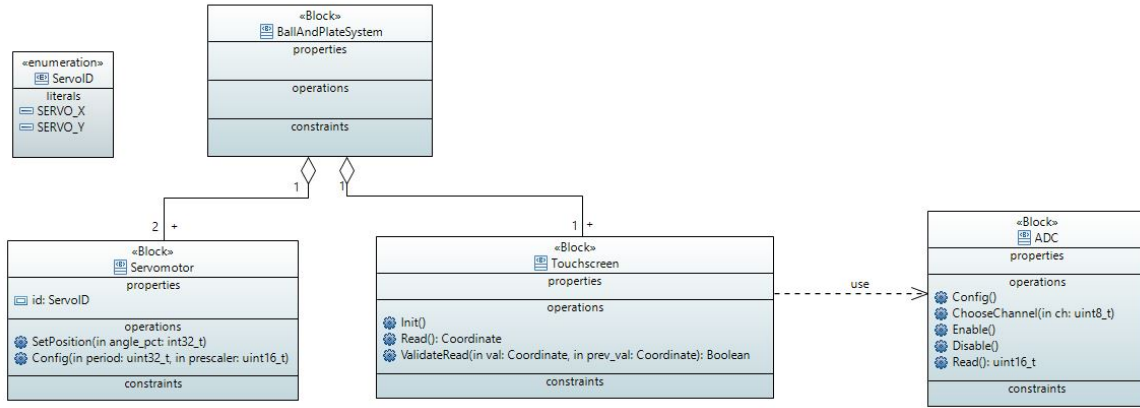 «Block»
BallAndPlateSystem
properties
operations
constraints
«enumeration»
ServoID
literals
SERVO_X
SERVO_Y
1
1
2 +
1 +
«Block»
Servomotor
properties
id: ServoID
operations
SetPosition(in angle_pct: int32_t)
Config(in period: uint32_t, in prescaler: uint16_t)
constraints
«Block»
Touchscreen
properties
operations
Init()
Read(): Coordinate
ValidateRead(in val: Coordinate, in prev_val: Coordinate): Boolean
constraints
use
«Block»
ADC
properties
operations
Config()
ChooseChannel(in ch: uint8_t)
Enable()
Disable()
Read(): uint16_t
constraints